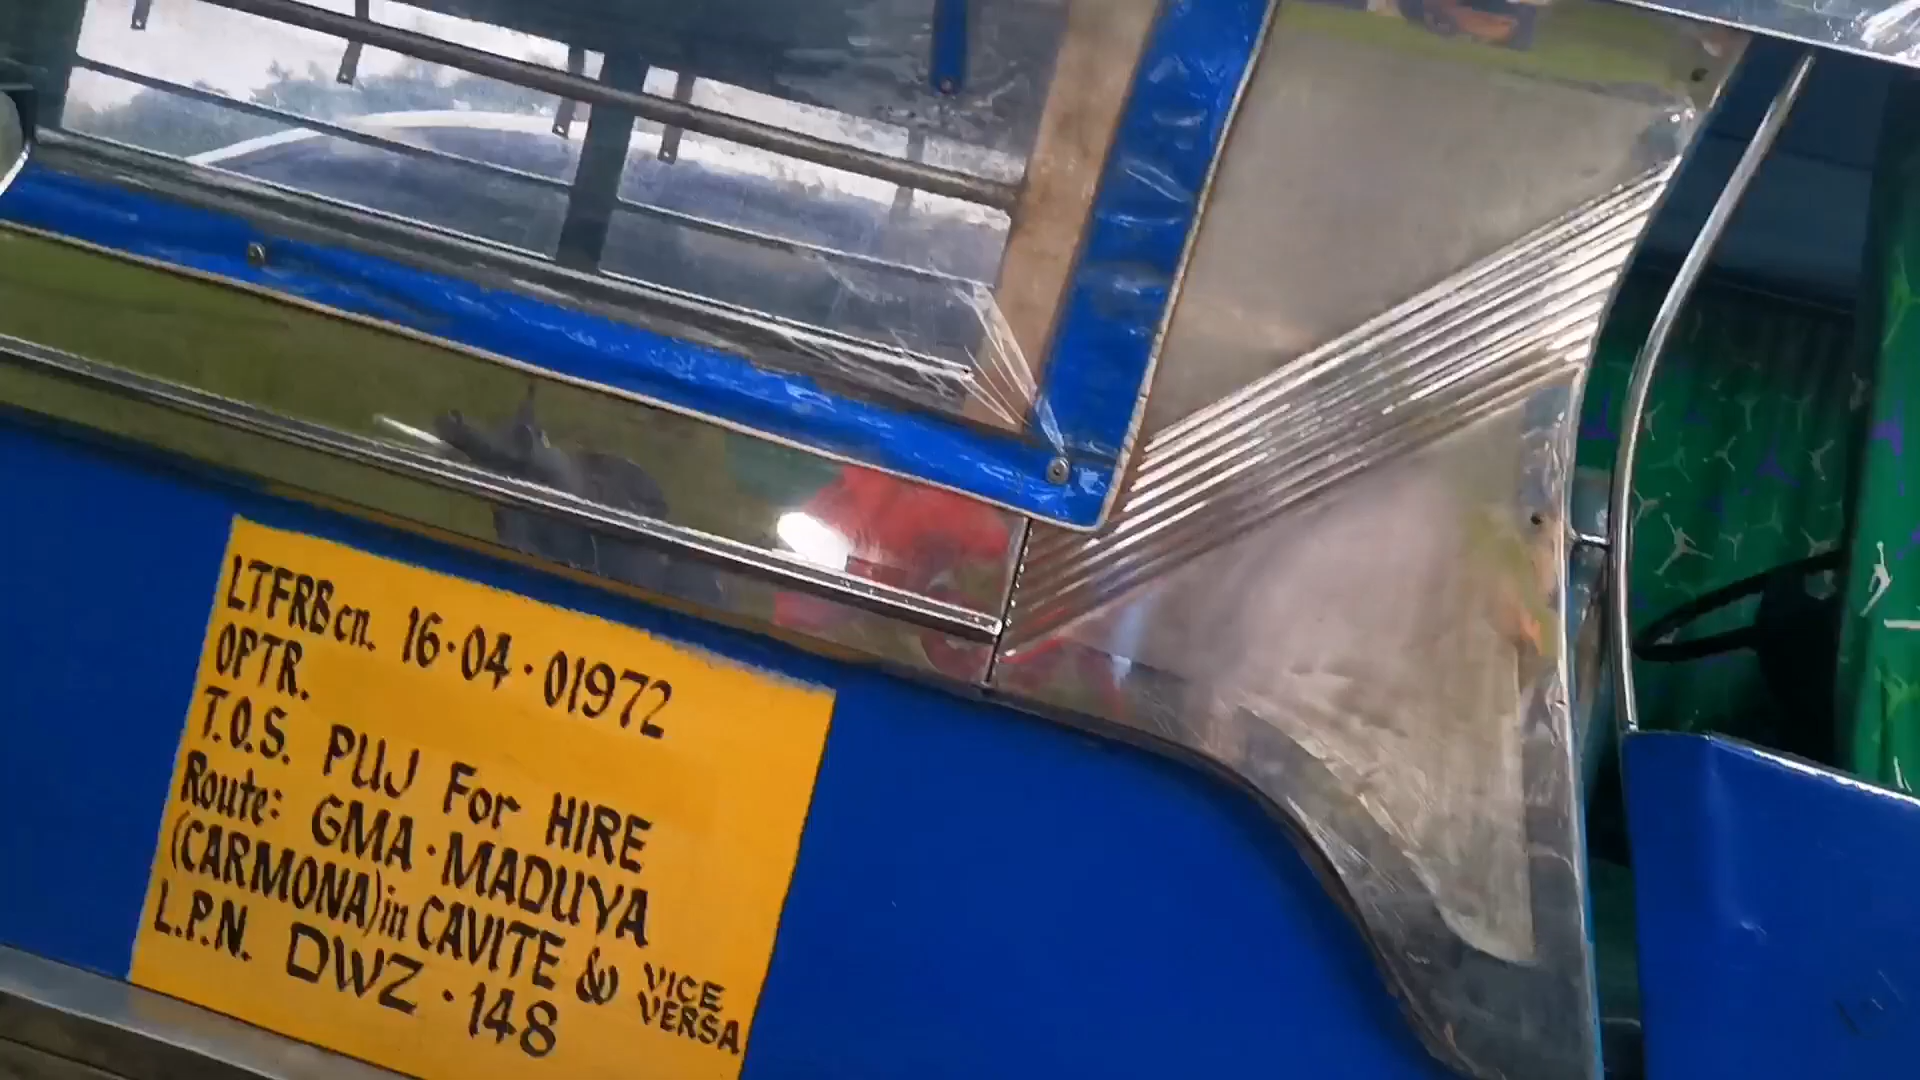 LTFRB cn. 16·04·01972
OPTR.
T.O.S. PUJ For HIRE
Route: GMA·MADUYA
(CARMONA) in CAVITE & VICE VERSA
L.P.N. DWZ·148